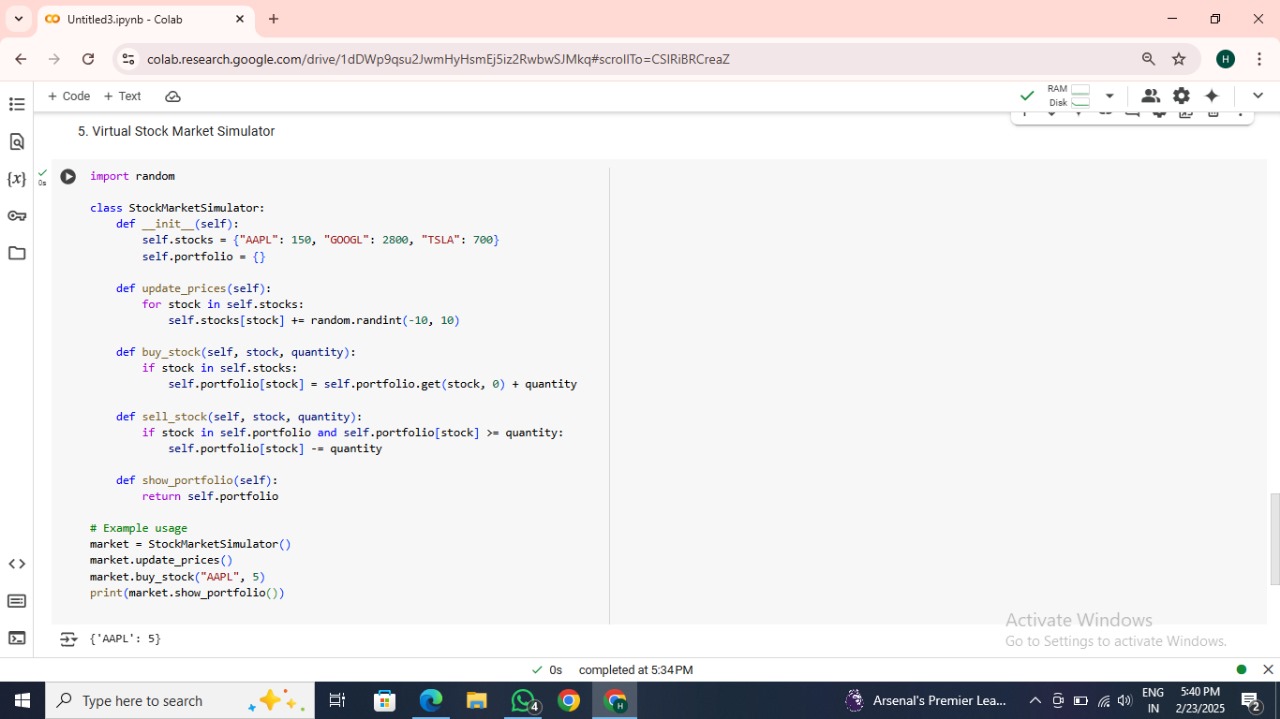 Untitled3.ipynb - Colab
colab.research.google.com/drive/1dDWp9qsu2JwmHyHsmEj5iz2RwbwSJMkq#scrollTo=CSIRiBRCreaZ
H
+ Code + Text
RAM
Disk
5. Virtual Stock Market Simulator
{x}
0s
import random
class StockMarketSimulator:
    def __init__(self):
        self.stocks = {"AAPL": 150, "GOOGL": 2800, "TSLA": 700}
        self.portfolio = {}
    def update_prices(self):
        for stock in self.stocks:
            self.stocks[stock] += random.randint(-10, 10)
    def buy_stock(self, stock, quantity):
        if stock in self.stocks:
            self.portfolio[stock] = self.portfolio.get(stock, 0) + quantity
    def sell_stock(self, stock, quantity):
        if stock in self.portfolio and self.portfolio[stock] >= quantity:
            self.portfolio[stock] -= quantity
    def show_portfolio(self):
        return self.portfolio
# Example usage
market = StockMarketSimulator()
market.update_prices()
market.buy_stock("AAPL", 5)
print(market.show_portfolio())
{'AAPL': 5}
Activate Windows
Go to Settings to activate Windows.
0s completed at 5:34 PM
Type here to search
4
H
Arsenal's Premier Lea...
ENG
IN
5:40 PM
2/23/2025
2